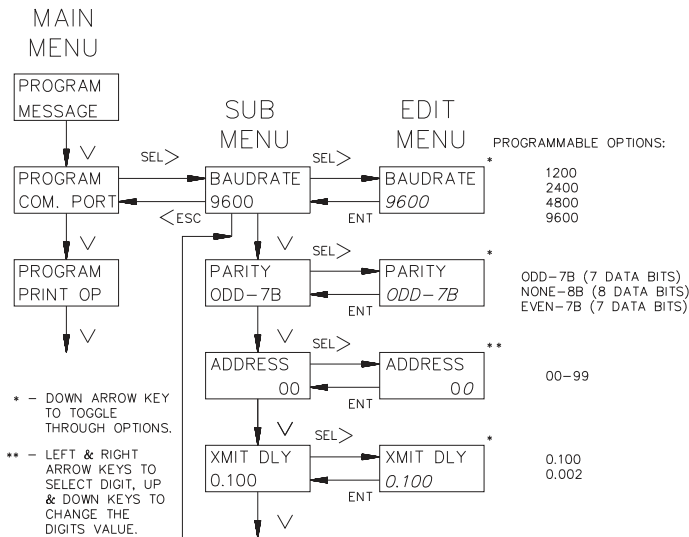 MAIN
MENU
PROGRAM
MESSAGE
SUB
MENU
EDIT
MENU
PROGRAMMABLE OPTIONS:
V
SEL>
SEL>
PROGRAM
COM. PORT
BAUDRATE
9600
BAUDRATE
9600
*
1200
2400
4800
9600
<ESC
ENT
V
V
SEL>
PROGRAM
PRINT OP
PARITY
ODD-7B
PARITY
ODD-7B
*
ODD-7B (7 DATA BITS)
NONE-8B (8 DATA BITS)
EVEN-7B (7 DATA BITS)
ENT
V
V
SEL>
ADDRESS
00
ADDRESS
00
**
00-99
ENT
V
SEL>
XMIT DLY
0.100
XMIT DLY
0.100
*
0.100
0.002
ENT
V
* - DOWN ARROW KEY
TO TOGGLE
THROUGH OPTIONS.
** - LEFT & RIGHT
ARROW KEYS TO
SELECT DIGIT, UP
& DOWN KEYS TO
CHANGE THE
DIGITS VALUE.